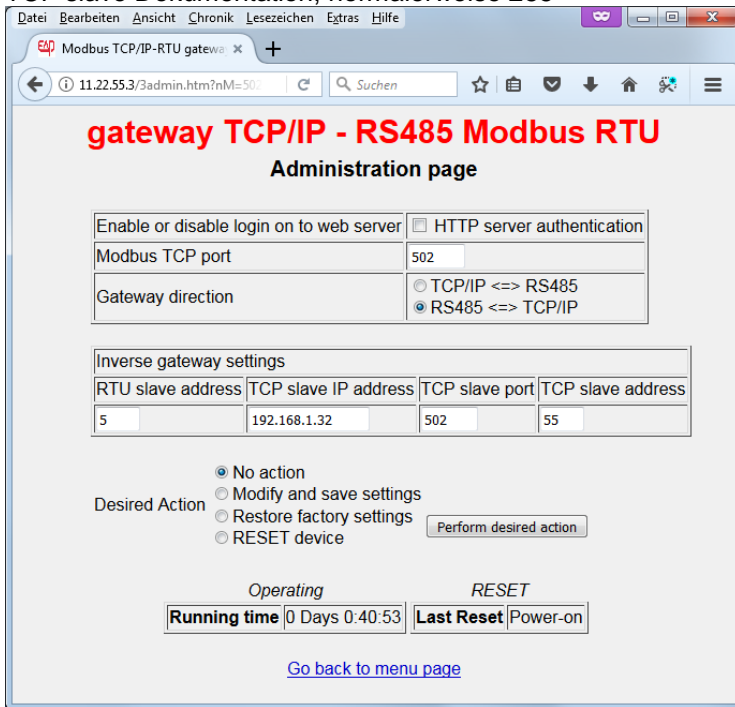 Datei Bearbeiten Ansicht Chronik Lesezeichen Extras Hilfe
EAP Modbus TCP/IP-RTU gatewa
11.22.55.3/3admin.htm?nM=502 Suchen
gateway TCP/IP - RS485 Modbus RTU
Administration page
Enable or disable login on to web server HTTP server authentication
Modbus TCP port 502
Gateway direction
TCP/IP <=> RS485
RS485 <=> TCP/IP
Inverse gateway settings
RTU slave address TCP slave IP address TCP slave port TCP slave address
5 192.168.1.32 502 55
Desired Action
No action
Modify and save settings
Restore factory settings
RESET device
Perform desired action
Operating RESET
Running time 0 Days 0:40:53 Last Reset Power-on
Go back to menu page